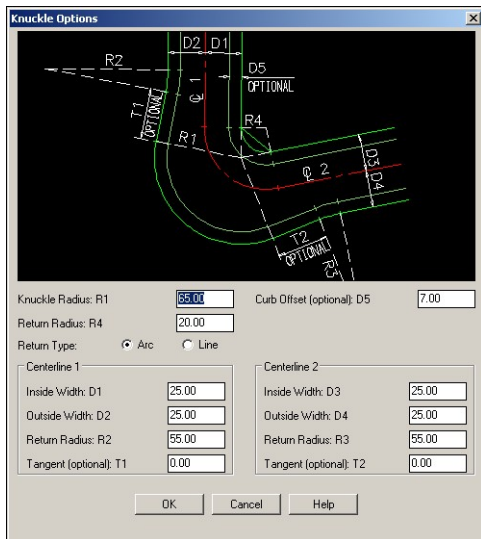 Knuckle Options
D2 D1
R2
D5
OPTIONAL
T1
OPTIONAL
℄ 1
R4
R1
D3
℄ 2
D4
T2
OPTIONAL
R3
Knuckle Radius: R1 65.00 Curb Offset (optional): D5 7.00
Return Radius: R4 20.00
Return Type: Arc Line
Centerline 1 Centerline 2
Inside Width: D1 25.00 Inside Width: D3 25.00
Outside Width: D2 25.00 Outside Width: D4 25.00
Return Radius: R2 55.00 Return Radius: R3 55.00
Tangent (optional): T1 0.00 Tangent (optional): T2 0.00
OK Cancel Help